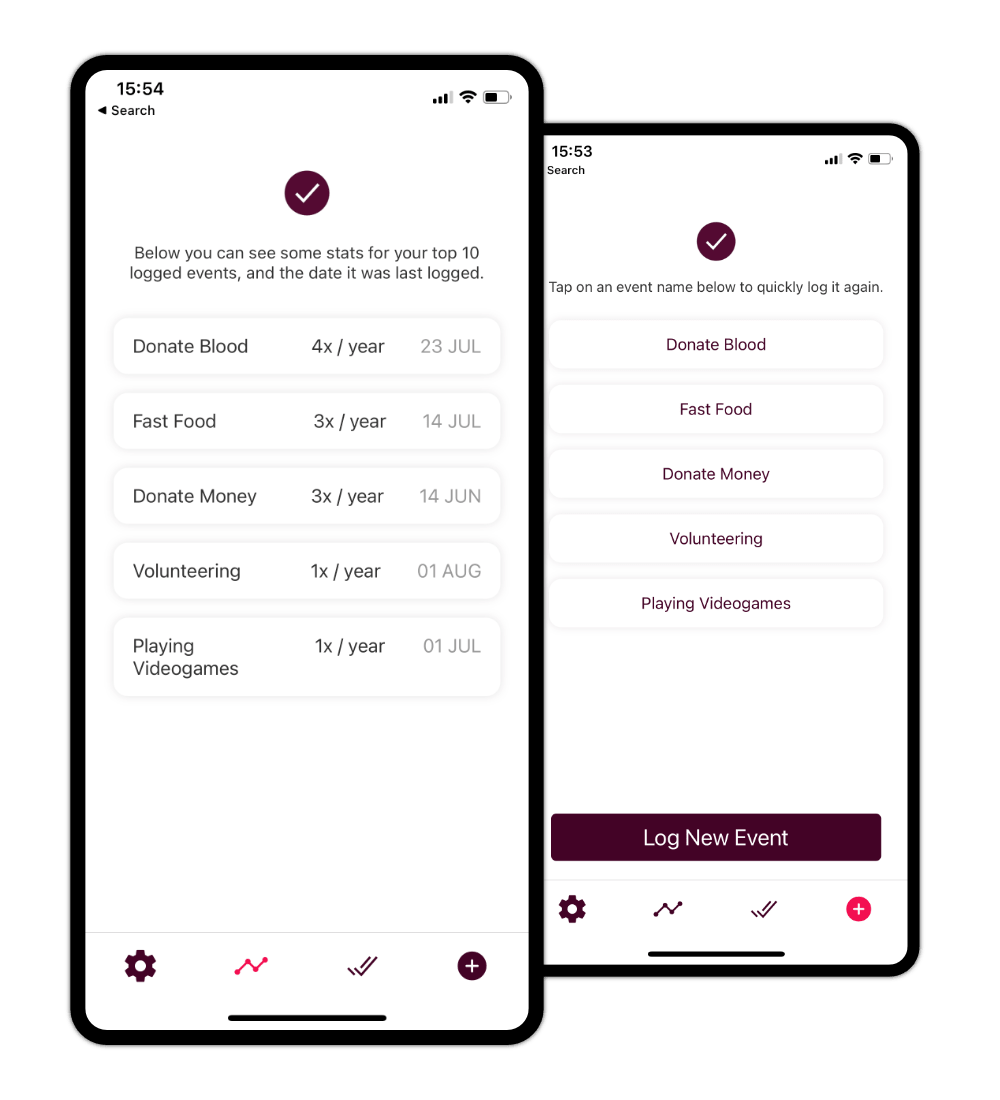 15:54
Search
Below you can see some stats for your top 10
logged events, and the date it was last logged.
Donate Blood 4x / year 23 JUL
Fast Food 3x / year 14 JUL
Donate Money 3x / year 14 JUN
Volunteering 1x / year 01 AUG
Playing 1x / year 01 JUL
Videogames
15:53
Search
Tap on an event name below to quickly log it again.
Donate Blood
Fast Food
Donate Money
Volunteering
Playing Videogames
Log New Event